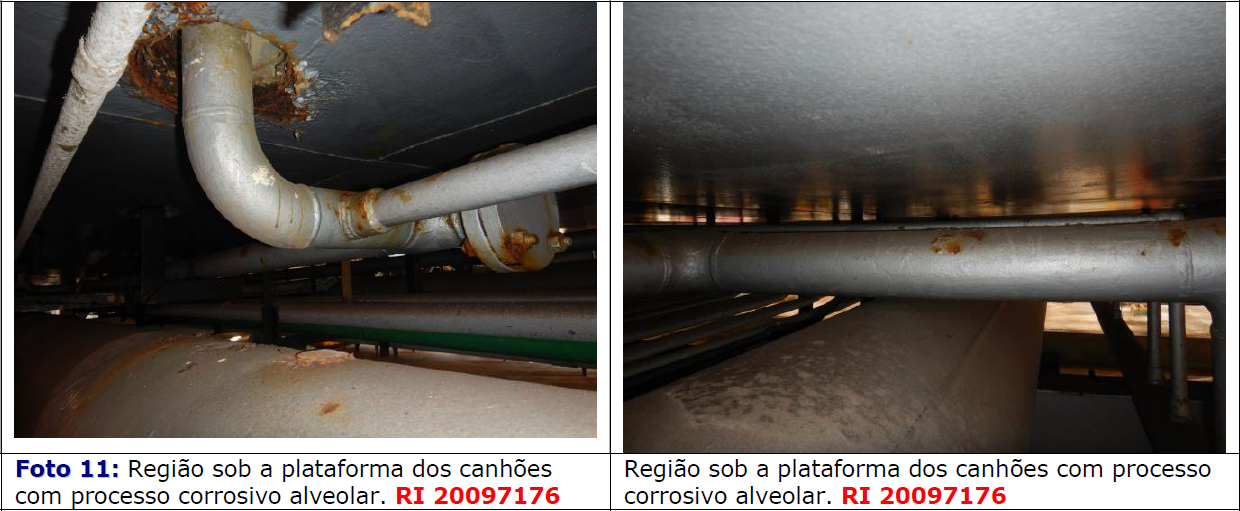 Foto 11: Região sob a plataforma dos canhões
com processo corrosivo alveolar. RI 20097176
Região sob a plataforma dos canhões com processo
corrosivo alveolar. RI 20097176